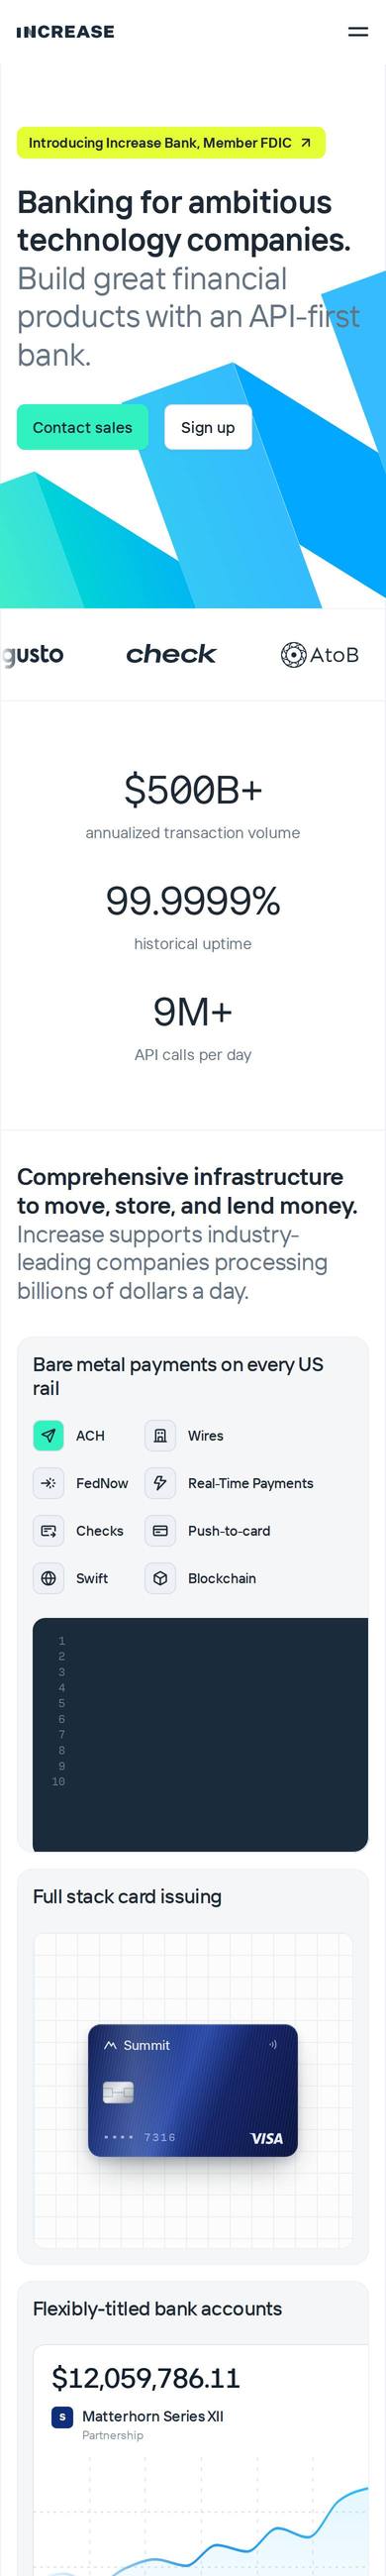 INCREASE
Introducing Increase Bank, Member FDIC
Banking for ambitious
technology companies.
Build great financial
products with an API-first
bank.
Contact sales
Sign up
gusto
check
AtoB
$500B+
annualized transaction volume
99.9999%
historical uptime
9M+
API calls per day
Comprehensive infrastructure
to move, store, and lend money.
Increase supports industry-
leading companies processing
billions of dollars a day.
Bare metal payments on every US
rail
ACH
Wires
FedNow
Real-Time Payments
Checks
Push-to-card
Swift
Blockchain
1
2
3
4
5
6
7
8
9
10
Full stack card issuing
Summit
•••• 7316
VISA
Flexibly-titled bank accounts
$12,059,786.11
S
Matterhorn Series XII
Partnership